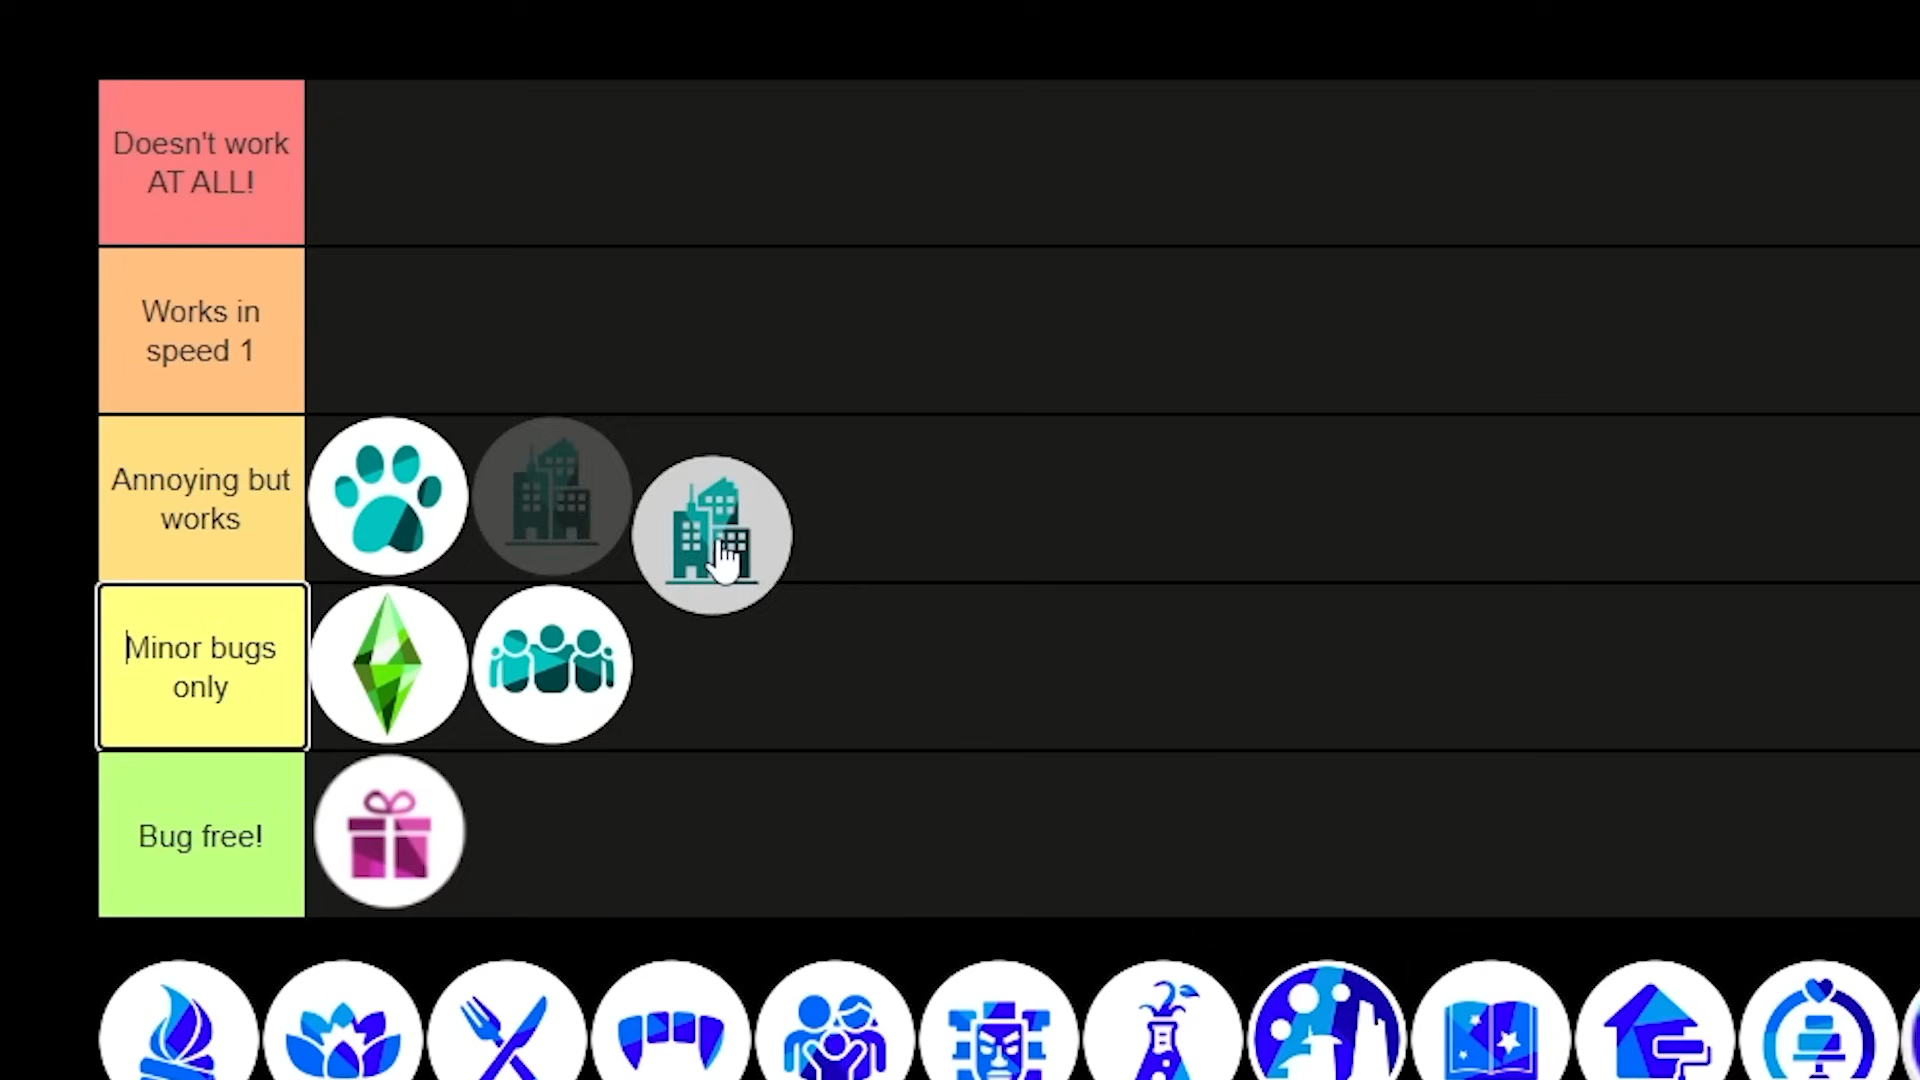 Doesn't work
AT ALL!
Works in
speed 1
Annoying but
works
Minor bugs
only
Bug free!